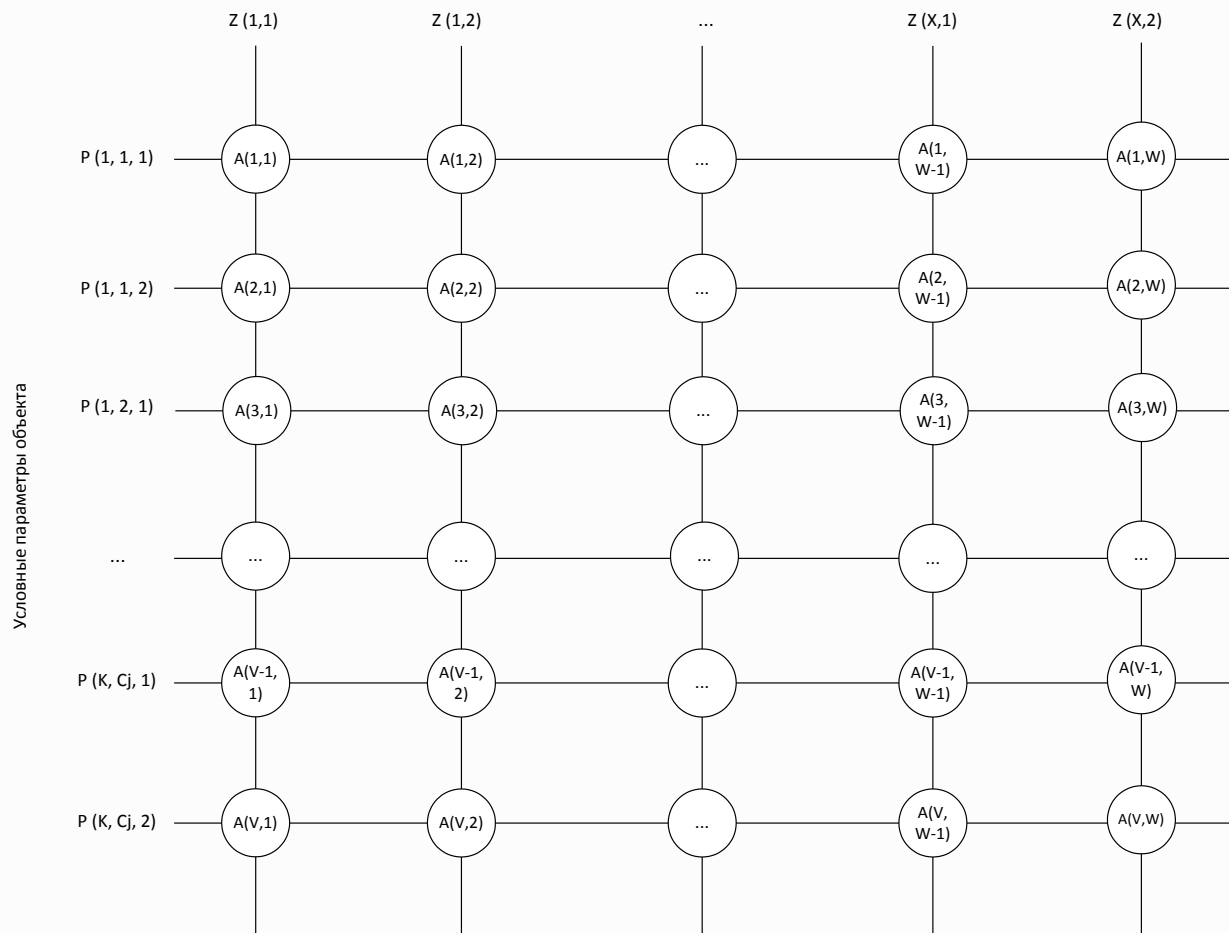 Z (1,1)
Z (1,2)
...
Z (X,1)
Z (X,2)
P (1, 1, 1)
A(1,1)
A(1,2)
...
A(1,
W-1)
A(1,W)
P (1, 1, 2)
A(2,1)
A(2,2)
...
A(2,
W-1)
A(2,W)
Условные параметры объекта
P (1, 2, 1)
A(3,1)
A(3,2)
...
A(3,
W-1)
A(3,W)
...
...
...
...
...
...
P (K, Cj, 1)
A(V-1,
1)
A(V-1,
2)
...
A(V-1,
W-1)
A(V-1,
W)
P (K, Cj, 2)
A(V,1)
A(V,2)
...
A(V,
W-1)
A(V,W)